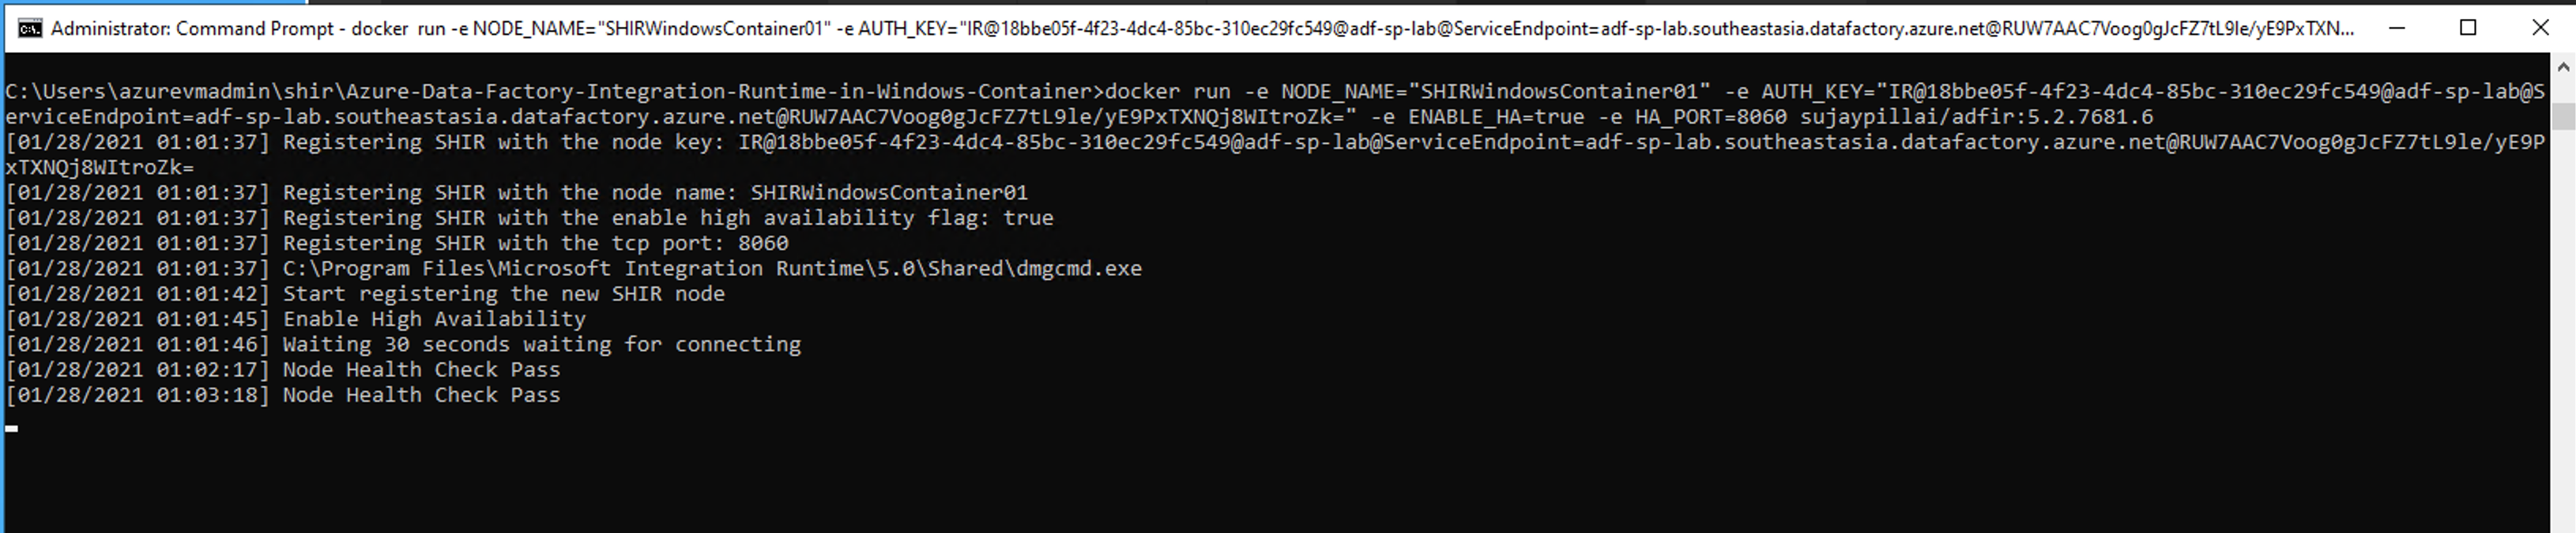 Administrator: Command Prompt - docker run -e NODE_NAME="SHIRWindowsContainer01" -e AUTH_KEY="IR@18bbe05f-4f23-4dc4-85bc-310ec29fc549@adf-sp-lab@ServiceEndpoint=adf-sp-lab.southeastasia.datafactory.azure.net@RUW7AAC7Voog0gJcFZ7tL9le/yE9PxTXN...
C:\Users\azurevmadmin\shir\Azure-Data-Factory-Integration-Runtime-in-Windows-Container>docker run -e NODE_NAME="SHIRWindowsContainer01" -e AUTH_KEY="IR@18bbe05f-4f23-4dc4-85bc-310ec29fc549@adf-sp-lab@S
erviceEndpoint=adf-sp-lab.southeastasia.datafactory.azure.net@RUW7AAC7Voog0gJcFZ7tL9le/yE9PxTXNQj8WItroZk=" -e ENABLE_HA=true -e HA_PORT=8060 sujaypillai/adfir:5.2.7681.6
[01/28/2021 01:01:37] Registering SHIR with the node key: IR@18bbe05f-4f23-4dc4-85bc-310ec29fc549@adf-sp-lab@ServiceEndpoint=adf-sp-lab.southeastasia.datafactory.azure.net@RUW7AAC7Voog0gJcFZ7tL9le/yE9P
xTXNQj8WItroZk=
[01/28/2021 01:01:37] Registering SHIR with the node name: SHIRWindowsContainer01
[01/28/2021 01:01:37] Registering SHIR with the enable high availability flag: true
[01/28/2021 01:01:37] Registering SHIR with the tcp port: 8060
[01/28/2021 01:01:37] C:\Program Files\Microsoft Integration Runtime\5.0\Shared\dmgcmd.exe
[01/28/2021 01:01:42] Start registering the new SHIR node
[01/28/2021 01:01:45] Enable High Availability
[01/28/2021 01:01:46] Waiting 30 seconds waiting for connecting
[01/28/2021 01:02:17] Node Health Check Pass
[01/28/2021 01:03:18] Node Health Check Pass